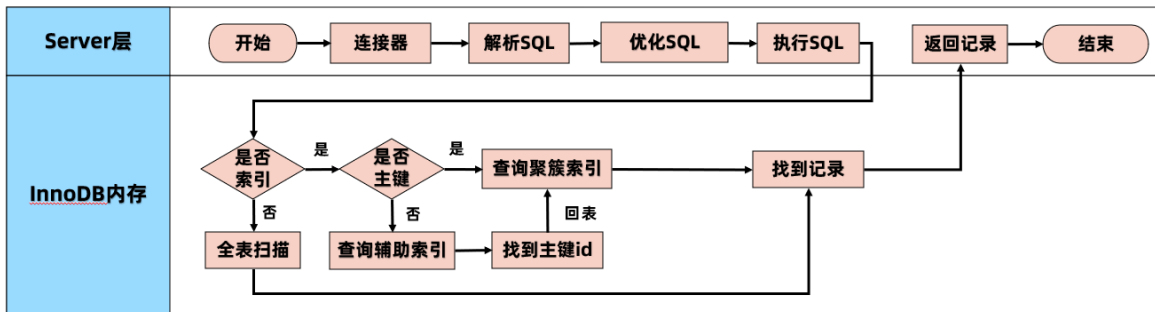 Server层
开始
连接器
解析SQL
优化SQL
执行SQL
返回记录
结束
InnoDB内存
是否
索引
是
是否
主键
是
查询聚簇索引
找到记录
否
否
回表
全表扫描
查询辅助索引
找到主键id